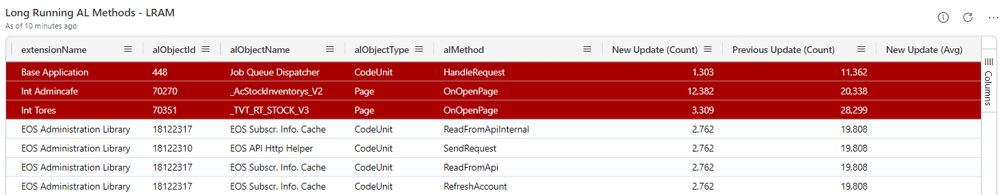 Long Running AL Methods - LRAM
As of 10 minutes ago
extensionName alObjectId alObjectName alObjectType alMethod New Update (Count) Previous Update (Count) New Update (Avg)
Base Application 448 Job Queue Dispatcher CodeUnit HandleRequest 1,303 11,362
Int Admincafe 70270 _AcStockInventorys_V2 Page OnOpenPage 12,382 20,338
Int Tores 70351 _TVT_RT_STOCK_V3 Page OnOpenPage 3,309 28,299
EOS Administration Library 18122317 EOS Subscr. Info. Cache CodeUnit ReadFromApiInternal 2,762 19,808
EOS Administration Library 18122310 EOS API Http Helper CodeUnit SendRequest 2,762 19,808
EOS Administration Library 18122317 EOS Subscr. Info. Cache CodeUnit ReadFromApi 2,762 19,808
EOS Administration Library 18122317 EOS Subscr. Info. Cache CodeUnit RefreshAccount 2,762 19,808
Columns